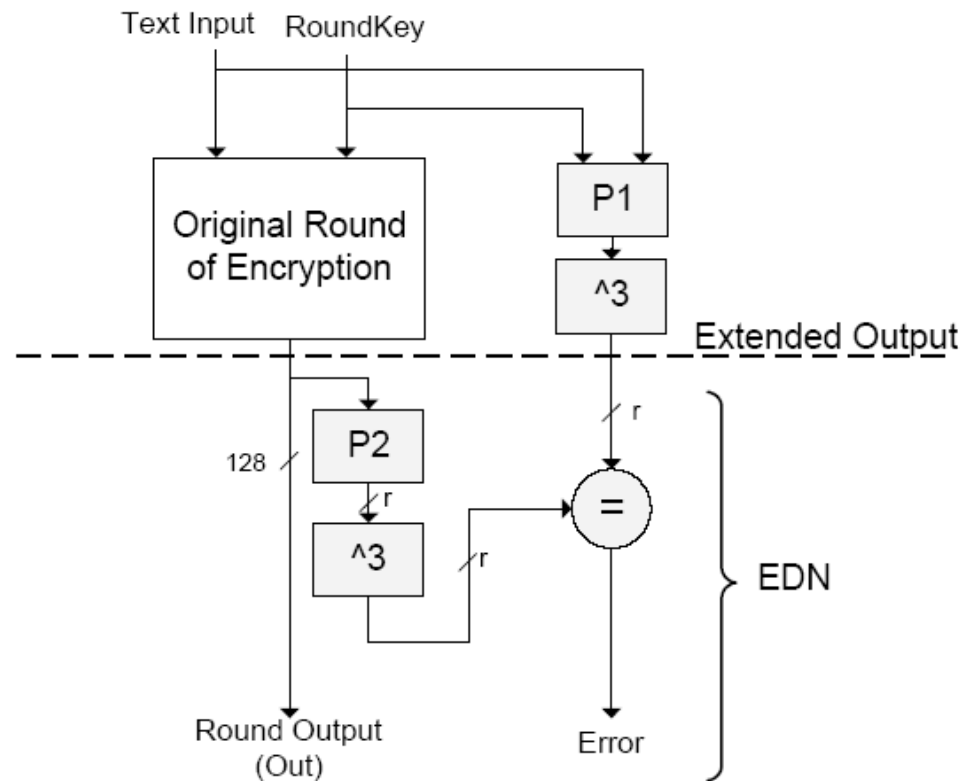 Text Input
RoundKey
Original Round
of Encryption
P1
^3
Extended Output
r
P2
128
r
^3
r
=
EDN
Round Output
(Out)
Error